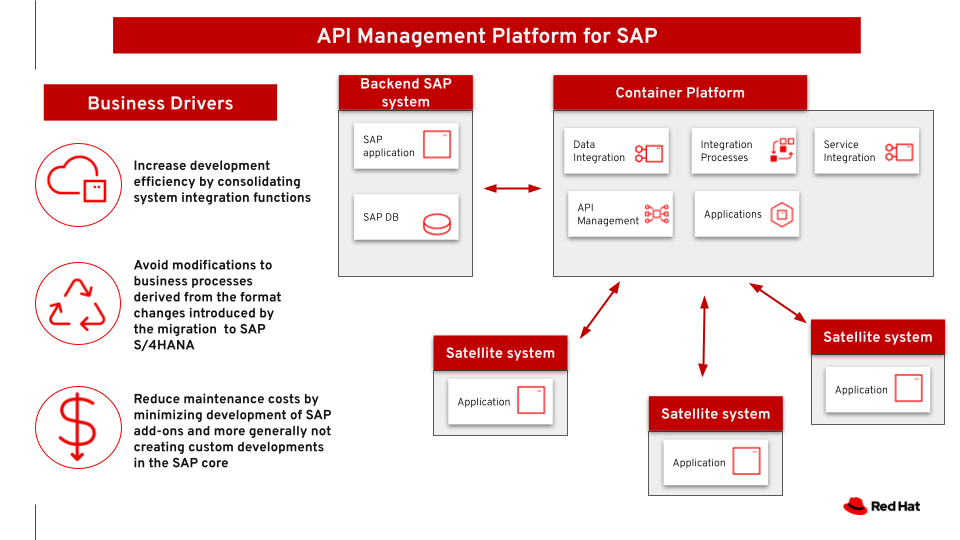 API Management Platform for SAP
Business Drivers
Increase development
efficiency by consolidating
system integration functions
Avoid modifications to
business processes
derived from the format
changes introduced by
the migration to SAP
S/4HANA
Reduce maintenance costs by
minimizing development of SAP
add-ons and more generally not
creating custom developments
in the SAP core
Backend SAP
system
SAP
application
SAP DB
Container Platform
Data
Integration
Integration
Processes
Service
Integration
API
Management
Applications
Satellite system
Application
Satellite system
Application
Satellite system
Application
Red Hat